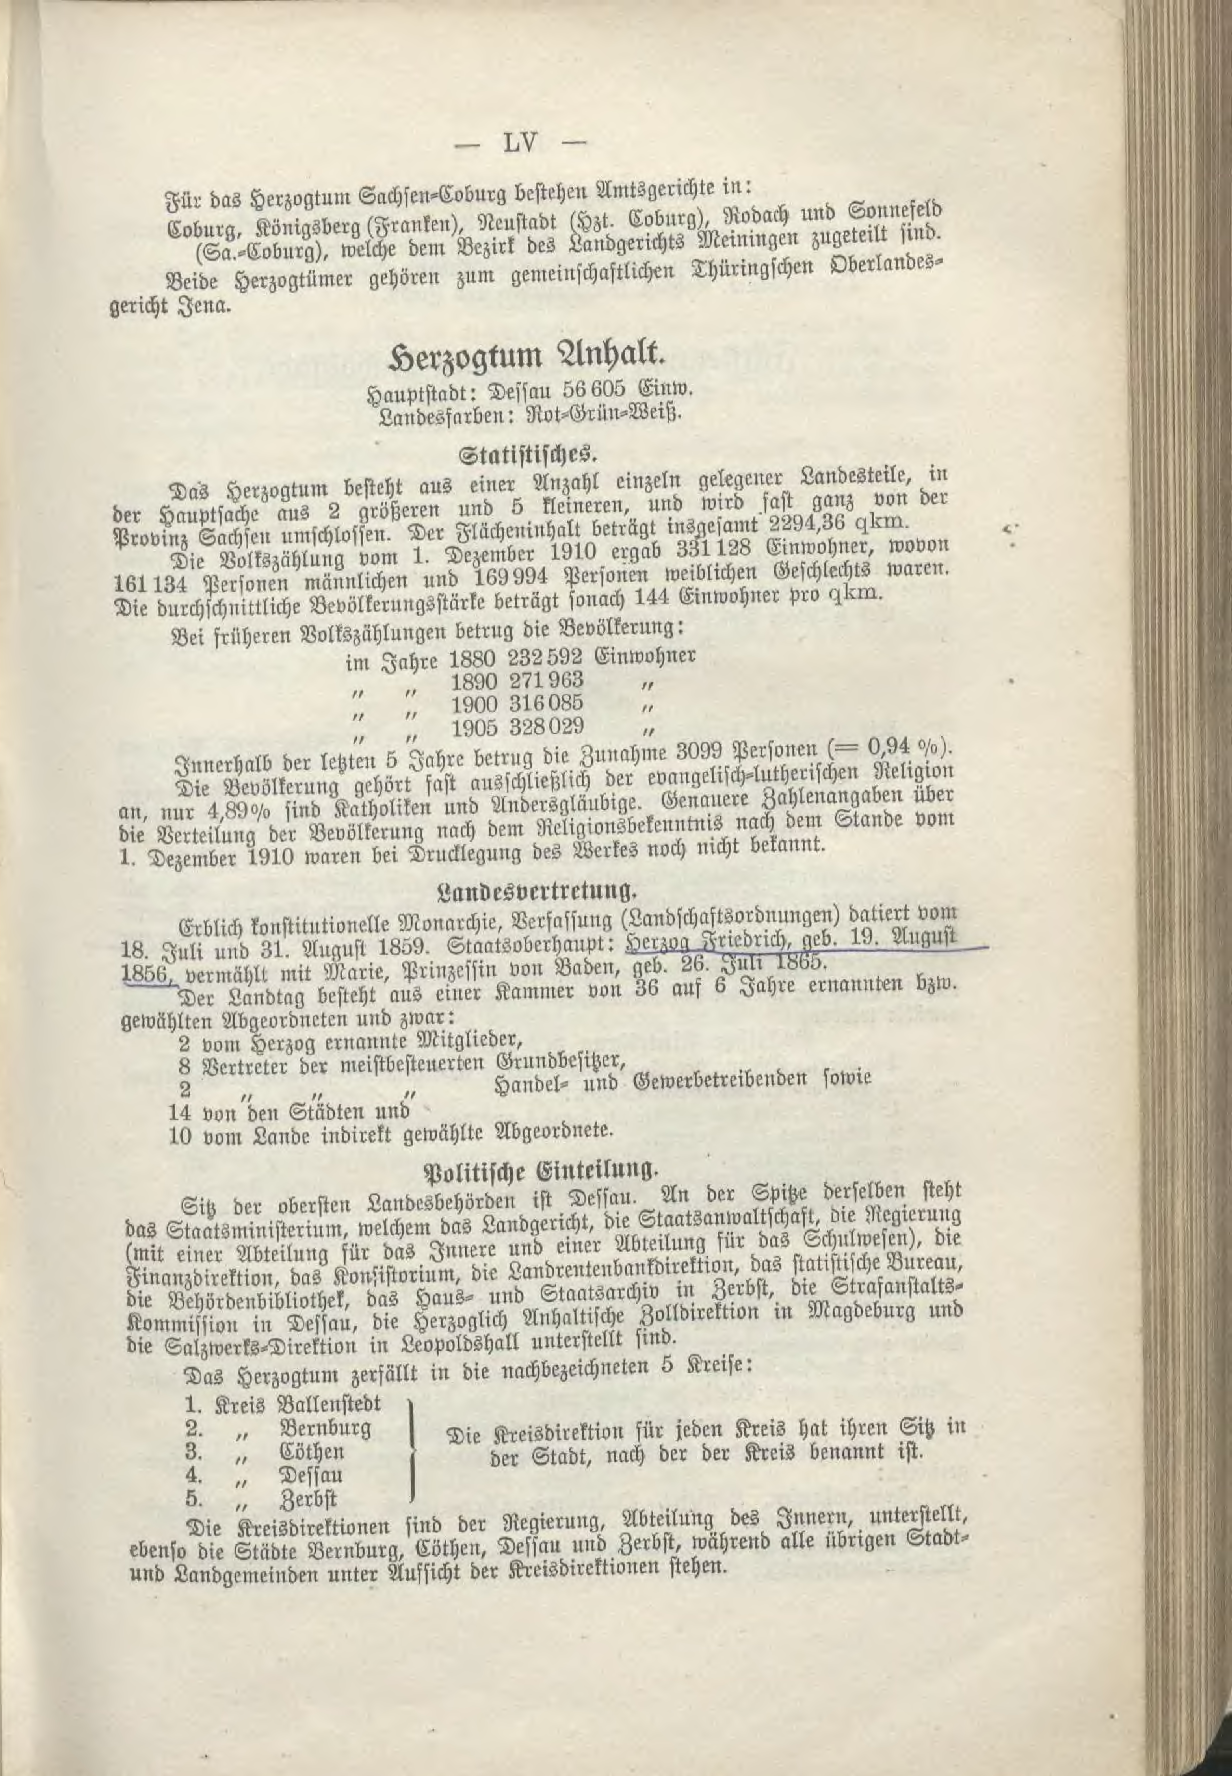 — LV —
Für das Herzogtum Sachsen-Coburg bestehen Amtsgerichte in:
Coburg, Königsberg (Franken), Neustadt (Hzt. Coburg), Rodach und Sonnefeld
(Sa.-Coburg), welche dem Bezirk des Landgerichts Meiningen zugeteilt sind.
Beide Herzogtümer gehören zum gemeinschaftlichen Thüringschen Oberlandes-
gericht Jena.
Herzogtum Anhalt.
Hauptstadt: Dessau 56 605 Einw.
Landesfarben: Rot-Grün-Weiß.
Statistisches.
Das Herzogtum besteht aus einer Anzahl einzeln gelegener Landesteile, in
der Hauptsache aus 2 größeren und 5 kleineren, und wird fast ganz von der
Provinz Sachsen umschlossen. Der Flächeninhalt beträgt insgesamt 2294,36 qkm.
Die Volkszählung vom 1. Dezember 1910 ergab 331 128 Einwohner, wovon
161 134 Personen männlichen und 169 994 Personen weiblichen Geschlechts waren.
Die durchschnittliche Bevölkerungsstärke beträgt sonach 144 Einwohner pro qkm.
Bei früheren Volkszählungen betrug die Bevölkerung:
im Jahre 1880 232 592 Einwohner
„ „ 1890 271 963 „
„ „ 1900 316 085 „
„ „ 1905 328 029 „
Innerhalb der letzten 5 Jahre betrug die Zunahme 3099 Personen (= 0,94 %).
Die Bevölkerung gehört fast ausschließlich der evangelisch-lutherischen Religion
an, nur 4,89% sind Katholiken und Andersgläubige. Genauere Zahlenangaben über
die Verteilung der Bevölkerung nach dem Religionsbekenntnis nach dem Stande vom
1. Dezember 1910 waren bei Drucklegung des Werkes noch nicht bekannt.
Landesvertretung.
Erblich konstitutionelle Monarchie, Verfassung (Landschaftsordnungen) datiert vom
18. Juli und 31. August 1859. Staatsoberhaupt: Herzog Friedrich, geb. 19. August
1856, vermählt mit Marie, Prinzessin von Baden, geb. 26. Juli 1865.
Der Landtag besteht aus einer Kammer von 36 auf 6 Jahre ernannten bzw.
gewählten Abgeordneten und zwar:
2 vom Herzog ernannte Mitglieder,
8 Vertreter der meistbesteuerten Grundbesitzer,
2 „ „ „ Handel- und Gewerbetreibenden sowie
14 von den Städten und
10 vom Lande indirekt gewählte Abgeordnete.
Politische Einteilung.
Sitz der obersten Landesbehörden ist Dessau. An der Spitze derselben steht
das Staatsministerium, welchem das Landgericht, die Staatsanwaltschaft, die Regierung
(mit einer Abteilung für das Innere und einer Abteilung für das Schulwesen), die
Finanzdirektion, das Konsistorium, die Landrentenbankdirektion, das statistische Bureau,
die Behördenbibliothek, das Haus- und Staatsarchiv in Zerbst, die Strafanstalts-
Kommission in Dessau, die Herzoglich Anhaltische Zolldirektion in Magdeburg und
die Salzwerks-Direktion in Leopoldshall unterstellt sind.
Das Herzogtum zerfällt in die nachbezeichneten 5 Kreise:
1. Kreis Ballenstedt
2. „ Bernburg
3. „ Cöthen
4. „ Dessau
5. „ Zerbst
Die Kreisdirektion für jeden Kreis hat ihren Sitz in
der Stadt, nach der der Kreis benannt ist.
Die Kreisdirektionen sind der Regierung, Abteilung des Innern, unterstellt,
ebenso die Städte Bernburg, Cöthen, Dessau und Zerbst, während alle übrigen Stadt-
und Landgemeinden unter Aufsicht der Kreisdirektionen stehen.